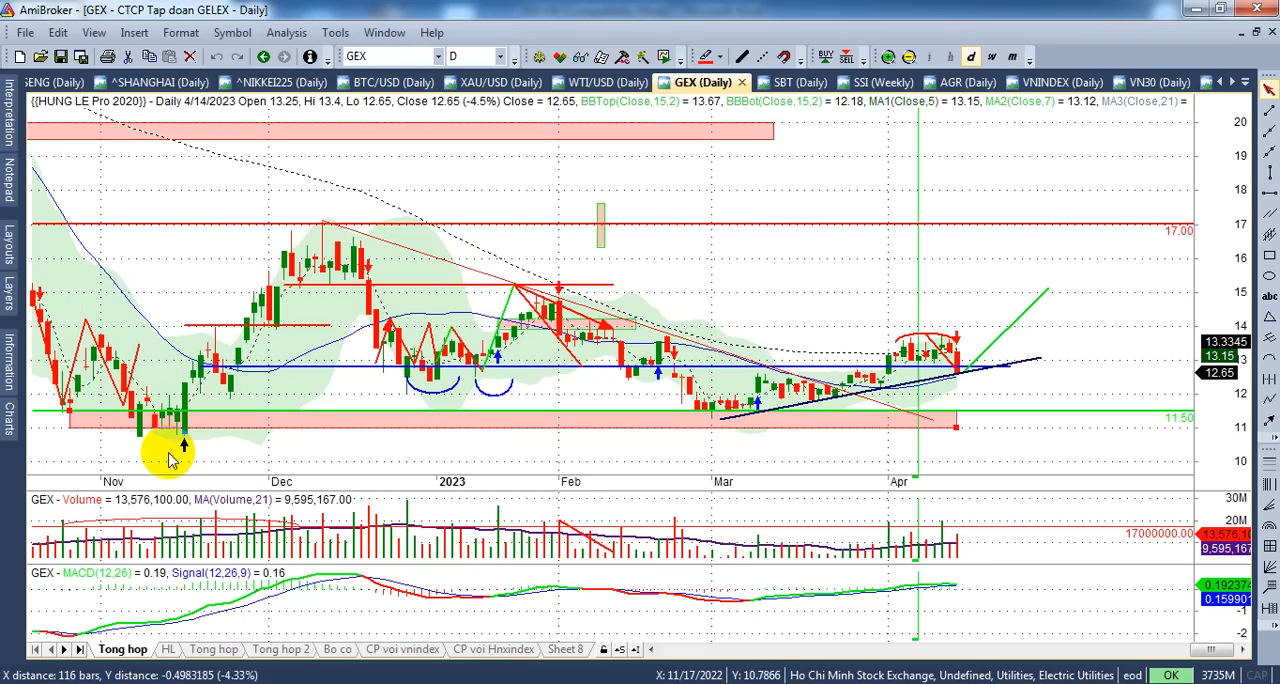 AmiBroker - [GEX - CTCP Tap doan GELEX - Daily]
File Edit View Insert Format Symbol Analysis Tools Window Help
GEX D BUY SELL i h d w m
SENG (Daily) ^SHANGHAI (Daily) ^NIKKEI225 (Daily) BTC/USD (Daily) XAU/USD (Daily) WTI/USD (Daily) GEX (Daily) SBT (Daily) SSI (Weekly) AGR (Daily) VNINDEX (Daily) VN30 (Daily)
{{HUNG LE Pro 2020}} - Daily 4/14/2023 Open 13.25, Hi 13.4, Lo 12.65, Close 12.65 (-4.5%) Close = 12.65, BBTop(Close,15,2) = 13.67, BBBot(Close,15,2) = 12.18, MA1(Close,5) = 13.15, MA2(Close,7) = 13.12, MA3(Close,21) =
Interpretation
Notepad
Layouts
Layers
Information
Charts
abc
20
19
18
17
17.00
16
15
14
13.3345
13.15
13
12.65
12
11.50
11
10
Nov Dec 2023 Feb Mar Apr
GEX - Volume = 13,576,100.00, MA(Volume,21) = 9,595,167.00
30M
20M
17000000.00
13,576,10
9,595,167
GEX - MACD(12,26) = 0.19, Signal(12,26,9) = 0.16
0.192374
0.159901
-1
-2
Tong hop HL Tong hop Tong hop 2 Bo co CP voi vnindex CP voi Hnxindex Sheet 8
X distance: 116 bars, Y distance: -0.4983185 (-4.33%) X: 11/17/2022 Y: 10.7866 Ho Chi Minh Stock Exchange, Undefined, Utilities, Electric Utilities eod OK 3735M CAP